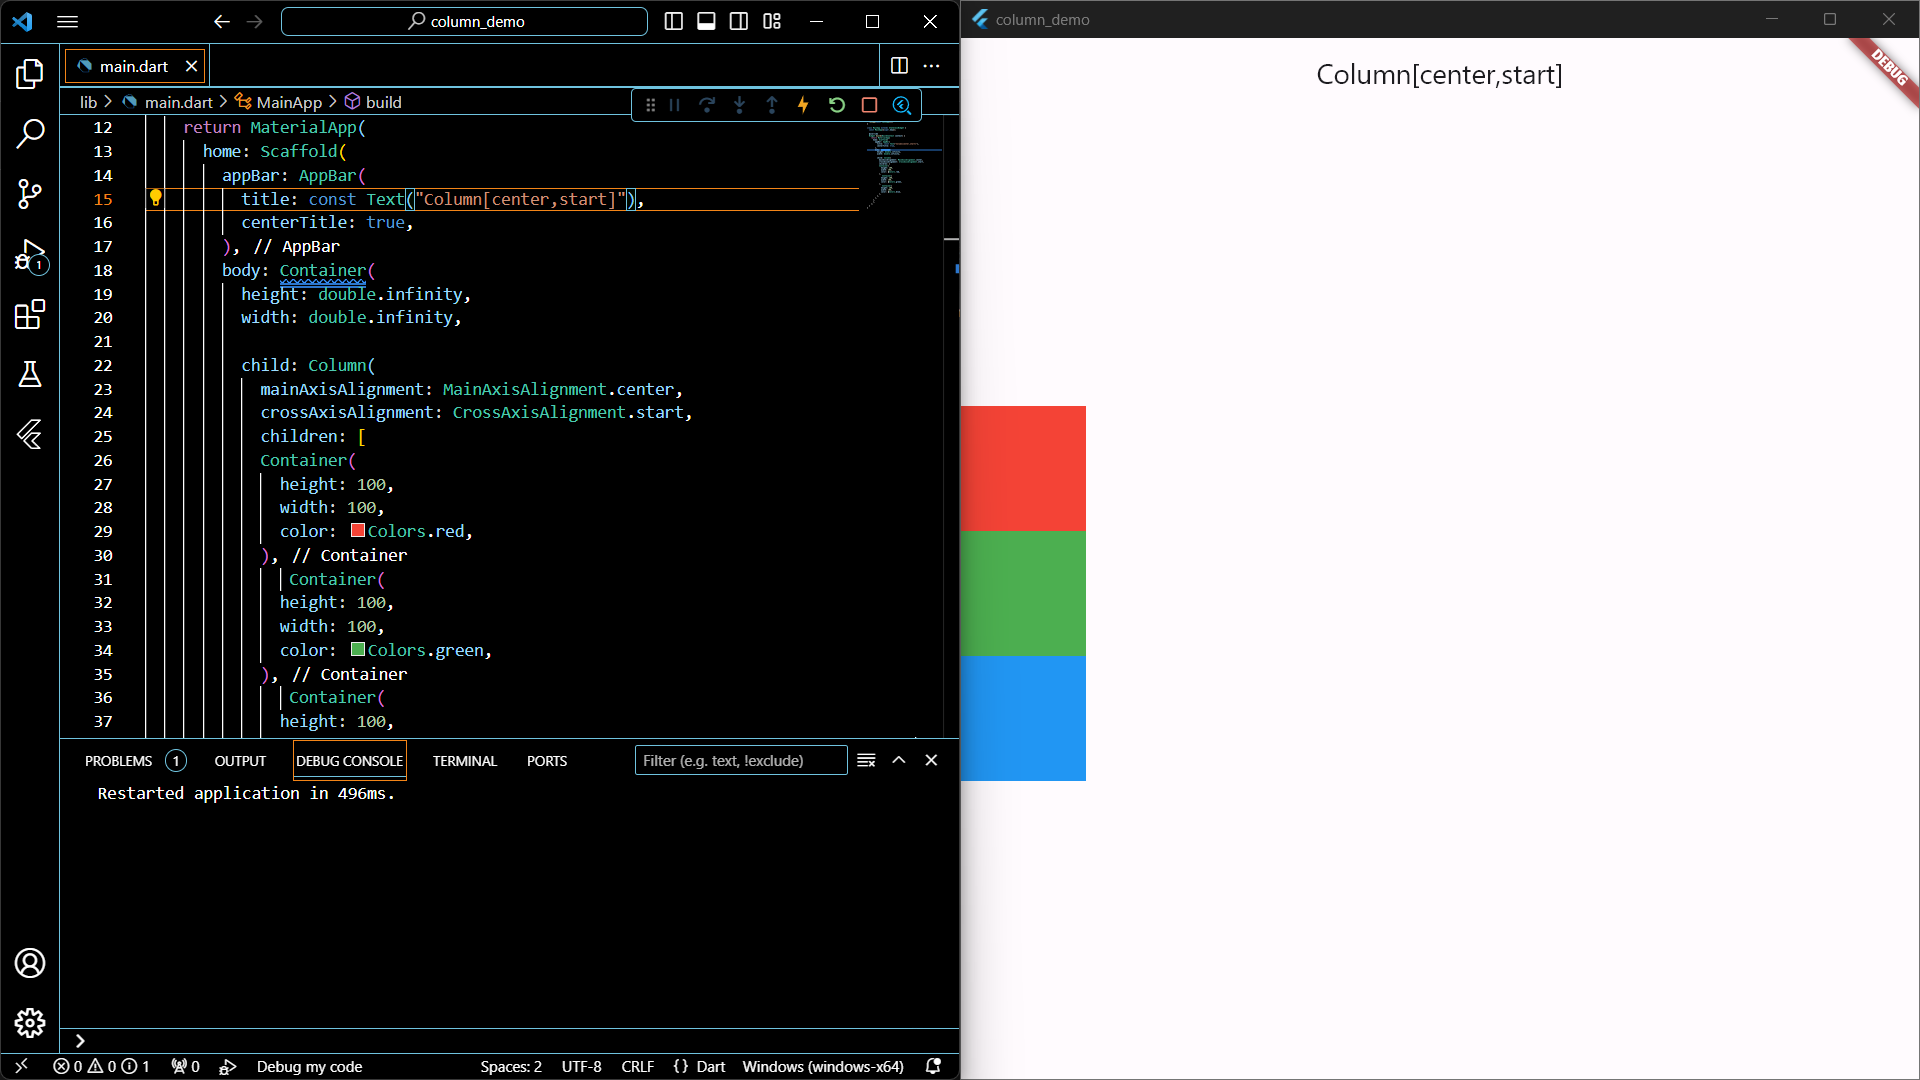 column_demo
main.dart
lib > main.dart > MainApp > build
12 return MaterialApp(
13 home: Scaffold(
14 appBar: AppBar(
15 title: const Text("Column[center,start]"),
16 centerTitle: true,
17 ), // AppBar
18 body: Container(
19 height: double.infinity,
20 width: double.infinity,
21
22 child: Column(
23 mainAxisAlignment: MainAxisAlignment.center,
24 crossAxisAlignment: CrossAxisAlignment.start,
25 children: [
26 Container(
27 height: 100,
28 width: 100,
29 color: Colors.red,
30 ), // Container
31 Container(
32 height: 100,
33 width: 100,
34 color: Colors.green,
35 ), // Container
36 Container(
37 height: 100,
1
PROBLEMS 1 OUTPUT DEBUG CONSOLE TERMINAL PORTS Filter (e.g. text, !exclude)
Restarted application in 496ms.
0 0 1 0 Debug my code Spaces: 2 UTF-8 CRLF {} Dart Windows (windows-x64)
column_demo
Column[center,start]
DEBUG